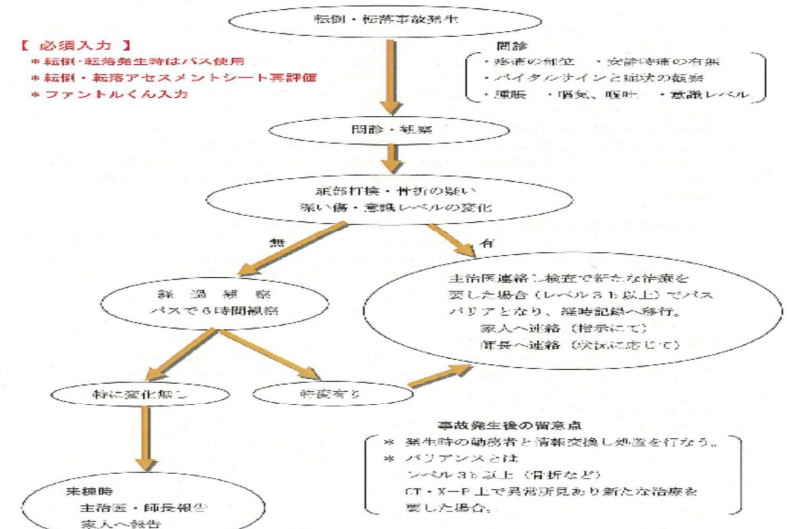 転倒・転落事故発生
【 必須入力 】
＊転倒・転落発生時はパス使用
＊転倒・転落アセスメントシート再評価
＊ファントルくん入力
問診
・疼痛の部位 ・安静時痛の有無
・バイタルサインと症状の観察
・腫脹 ・嘔気、嘔吐 ・意識レベル
問診・観察
頭部打撲・骨折の疑い
深い傷・意識レベルの変化
無
有
経 過 観 察
パスで6時間観察
主治医連絡し検査で新たな治療を
要した場合（レベル3b以上）でパス
バリアとなり、経時記録へ移行。
家人へ連絡（指示にて）
師長へ連絡（状況に応じて）
特に変化無し
特変有り
事故発生後の留意点
＊ 発生時の勤務者と情報交換し処置を行なう。
＊ バリアンスとは
レベル3b以上（骨折など）
CT・X－P上で異常所見あり新たな治療を
要した場合。
来棟時
主治医・師長報告
家人へ報告